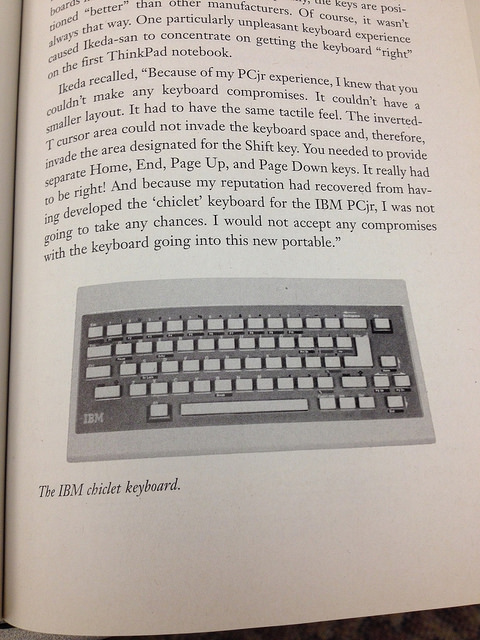 the keys are posi-
tioned "better" than other manufacturers. Of course, it wasn't
always that way. One particularly unpleasant keyboard experience
caused Ikeda-san to concentrate on getting the keyboard "right"
on the first ThinkPad notebook.
Ikeda recalled, "Because of my PCjr experience, I knew that you
couldn't make any keyboard compromises. It couldn't have a
smaller layout. It had to have the same tactile feel. The inverted-
T cursor area could not invade the keyboard space and, therefore,
invade the area designated for the Shift key. You needed to provide
separate Home, End, Page Up, and Page Down keys. It really had
to be right! And because my reputation had recovered from hav-
ing developed the 'chiclet' keyboard for the IBM PCjr, I was not
going to take any chances. I would not accept any compromises
with the keyboard going into this new portable."
IBM
The IBM chiclet keyboard.